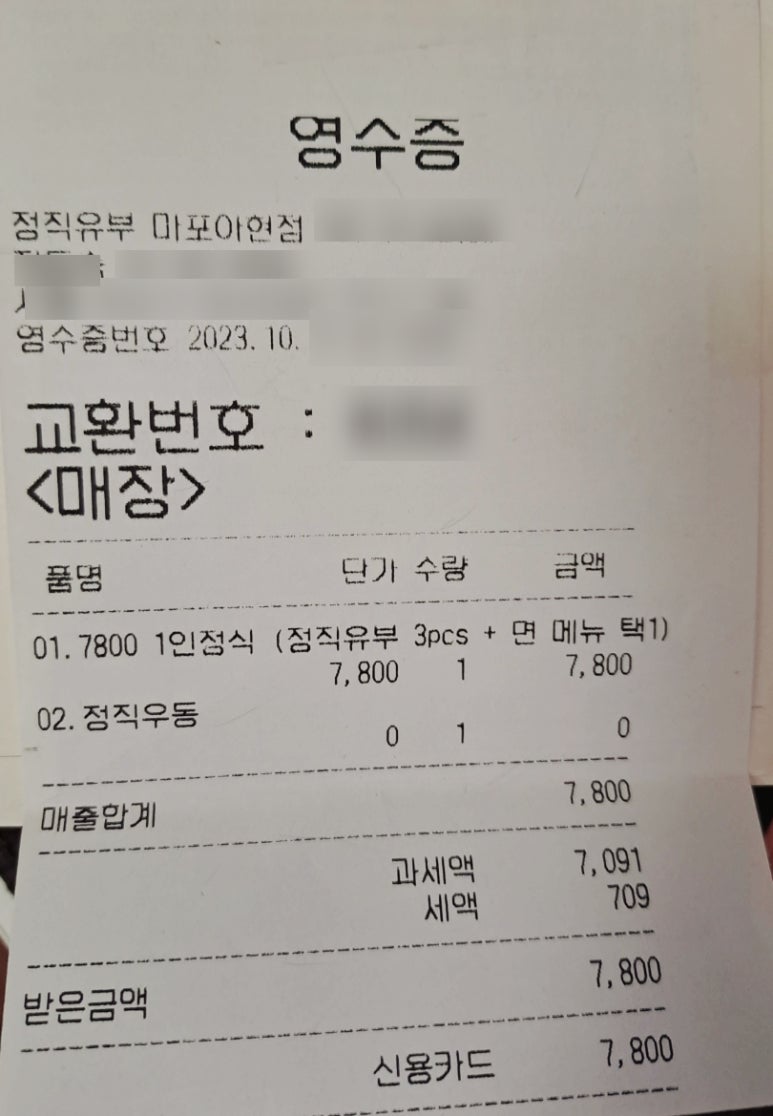 영수증
정직유부 마포아현점
영수증번호 2023.10.
교환번호 :
<매장>
품명 단가 수량 금액
01.7800 1인정식 (정직유부 3pcs + 면 메뉴 택1)
7,800 1 7,800
02.정직우동
0 1 0
매출합계 7,800
과세액 7,091
세액 709
받은금액 7,800
신용카드 7,800